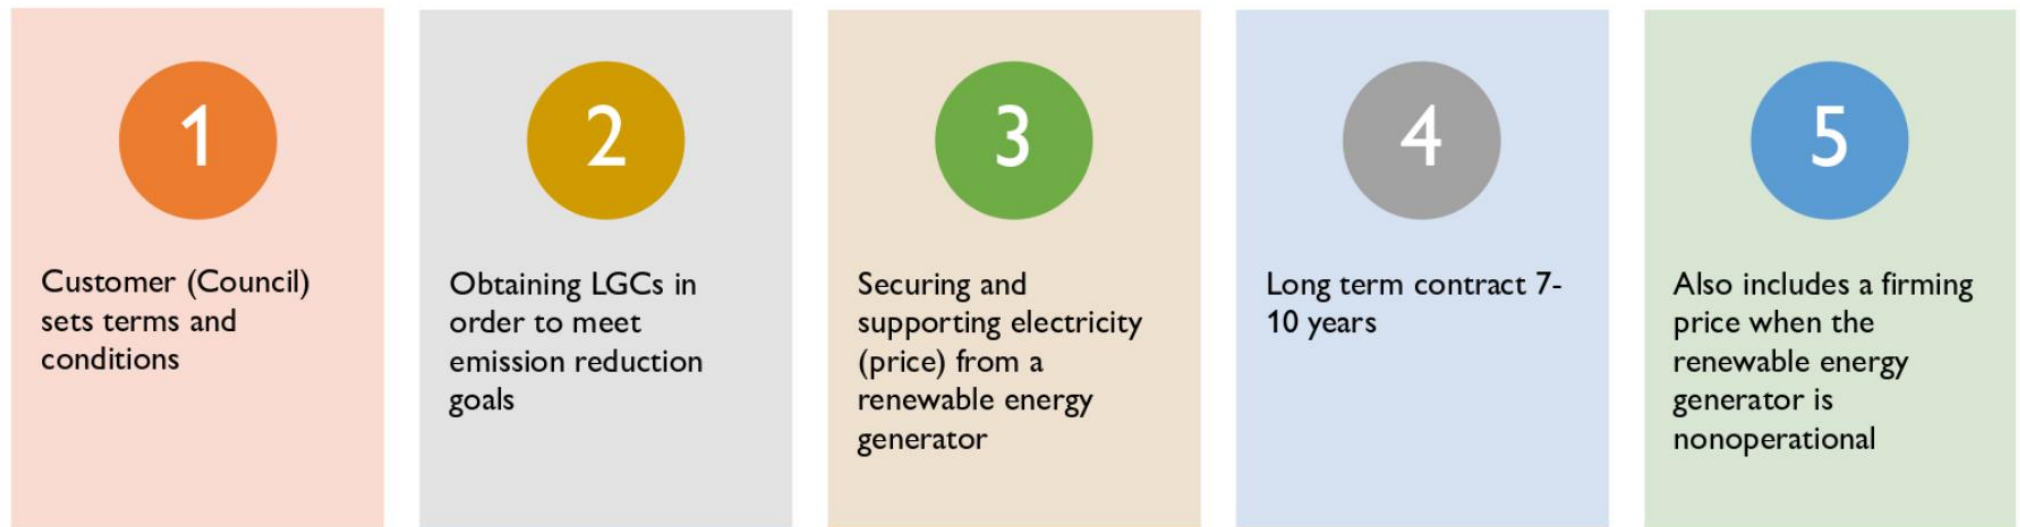 1
Customer (Council)
sets terms and
conditions
2
Obtaining LGCs in
order to meet
emission reduction
goals
3
Securing and
supporting electricity
(price) from a
renewable energy
generator
4
Long term contract 7-
10 years
5
Also includes a firming
price when the
renewable energy
generator is
nonoperational